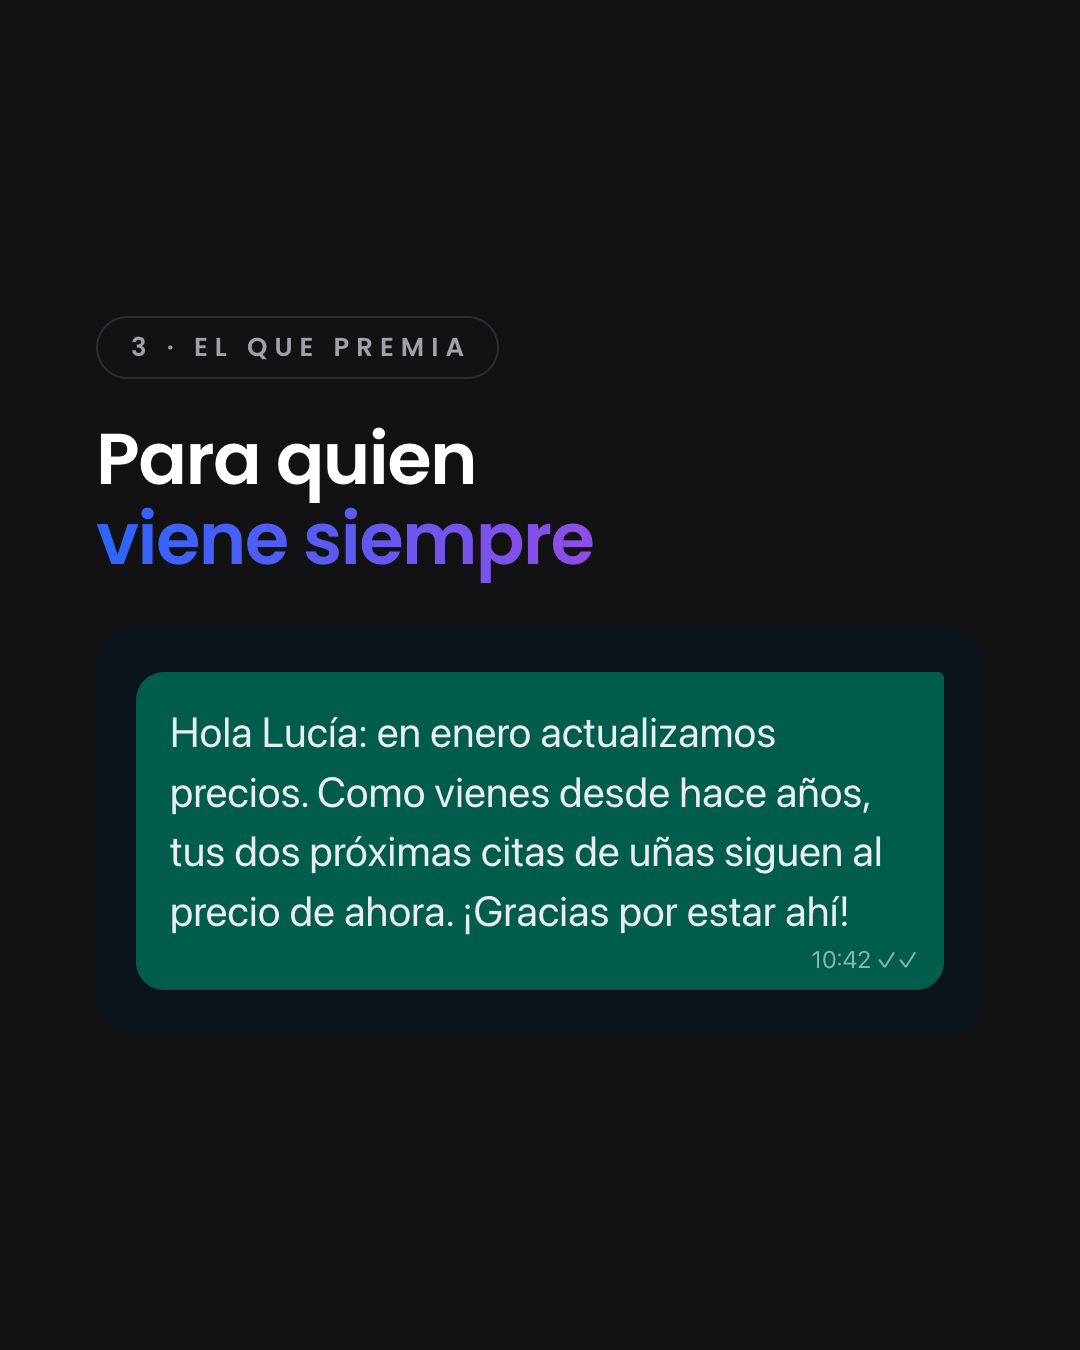 3 · EL QUE PREMIA
Para quien
viene siempre
Hola Lucía: en enero actualizamos
precios. Como vienes desde hace años,
tus dos próximas citas de uñas siguen al
precio de ahora. ¡Gracias por estar ahí!
10:42 ✓✓